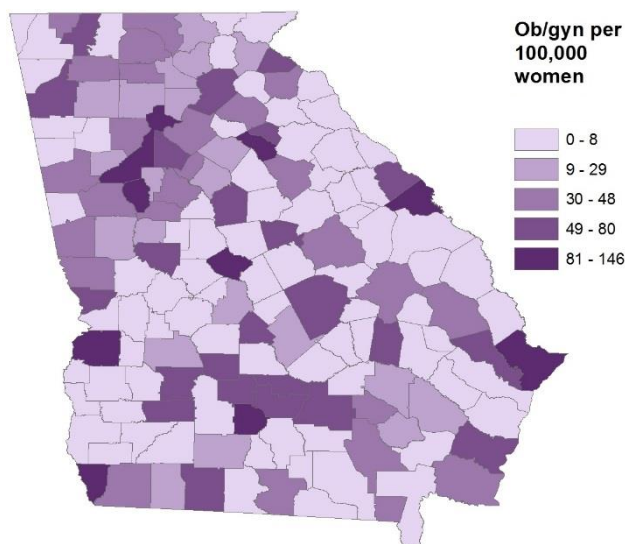 Ob/gyn per
100,000
women
0 - 8
9 - 29
30 - 48
49 - 80
81 - 146